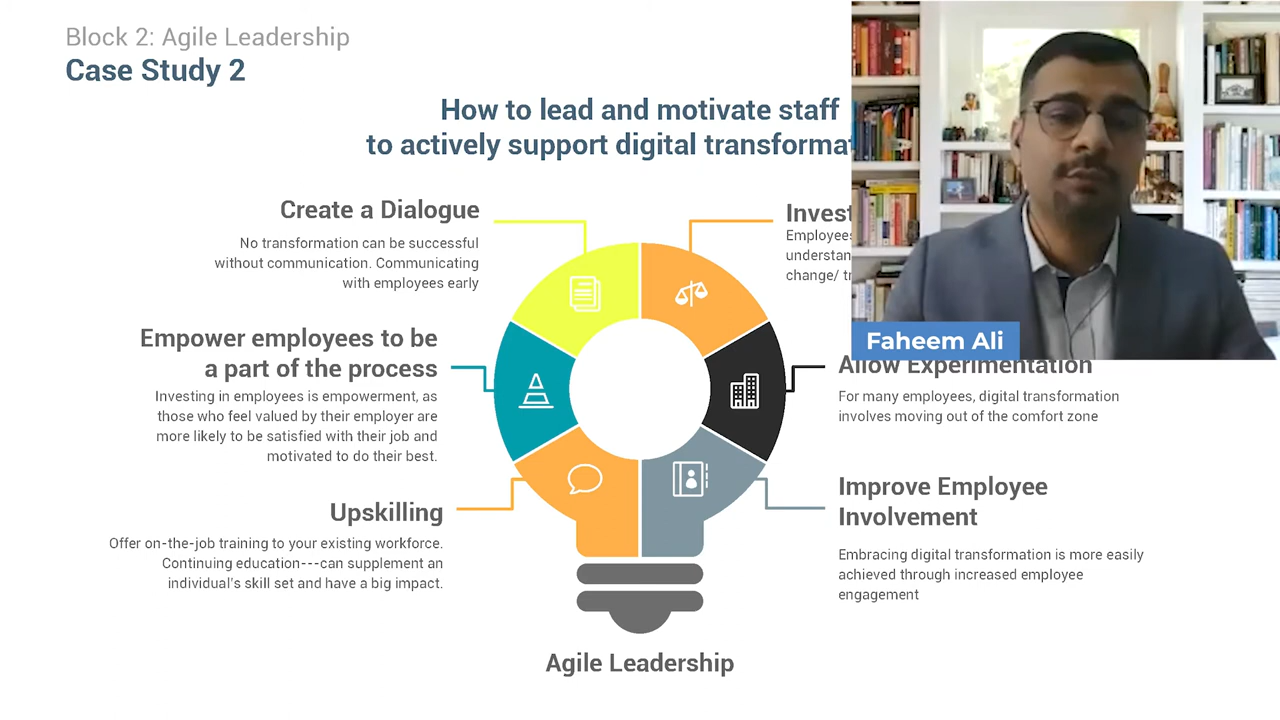 Block 2: Agile Leadership
Case Study 2
How to lead and motivate staff
to actively support digital
Create a Dialogue
No transformation can be successful
without communication. Communicating
with employees early
Empower employees to be
a part of the process
Investing in employees is empowerment, as
those who feel valued by their employer are
more likely to be satisfied with their job and
motivated to do their best.
Upskilling
Offer on-the-job training to your existing workforce.
Continuing education---can supplement an
individual's skill set and have a big impact.
Invest
Employees
change/
Faheem Ali
Allow Experimentation
For many employees, digital transformation
involves moving out of the comfort zone
Improve Employee
Involvement
Embracing digital transformation is more easily
achieved through increased employee
engagement
Agile Leadership